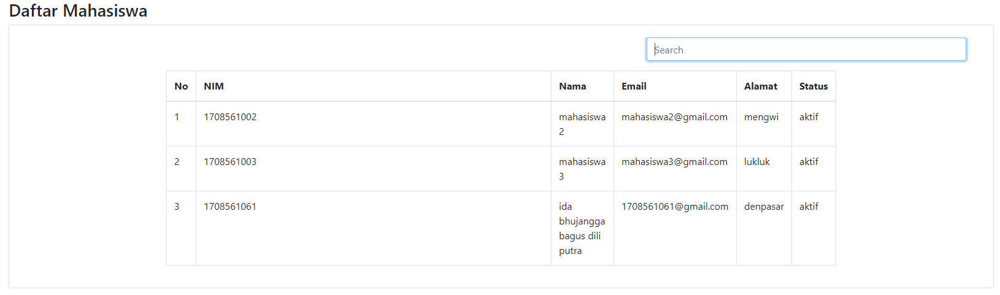 Daftar Mahasiswa
Search
No NIM Nama Email Alamat Status
1 1708561002 mahasiswa mahasiswa2@gmail.com mengwi aktif
2
2 1708561003 mahasiswa mahasiswa3@gmail.com lukluk aktif
3
3 1708561061 ida 1708561061@gmail.com denpasar aktif
bhujangga
bagus dili
putra